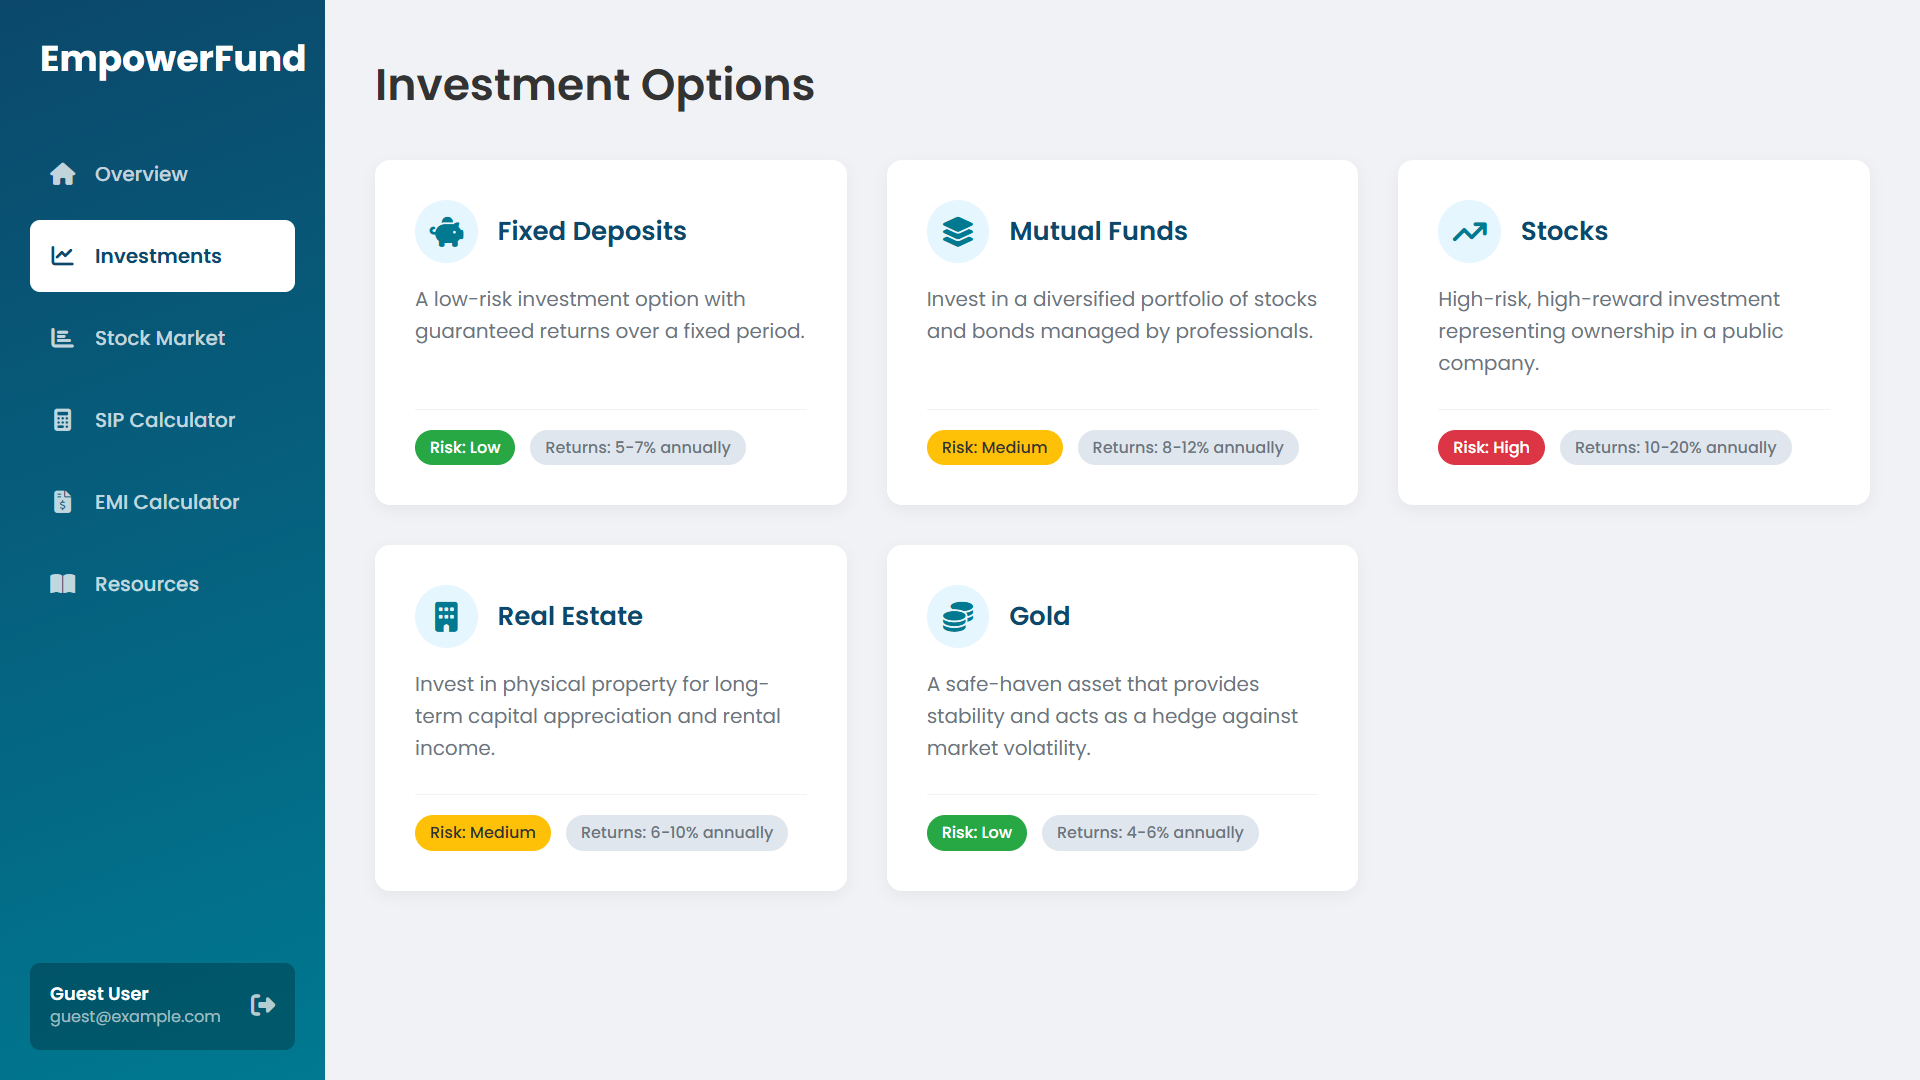 EmpowerFund
Overview
Investments
Stock Market
SIP Calculator
EMI Calculator
Resources
Guest User
guest@example.com
Investment Options
Fixed Deposits
A low-risk investment option with
guaranteed returns over a fixed period.
Risk: Low
Returns: 5-7% annually
Mutual Funds
Invest in a diversified portfolio of stocks
and bonds managed by professionals.
Risk: Medium
Returns: 8-12% annually
Stocks
High-risk, high-reward investment
representing ownership in a public
company.
Risk: High
Returns: 10-20% annually
Real Estate
Invest in physical property for long-
term capital appreciation and rental
income.
Risk: Medium
Returns: 6-10% annually
Gold
A safe-haven asset that provides
stability and acts as a hedge against
market volatility.
Risk: Low
Returns: 4-6% annually